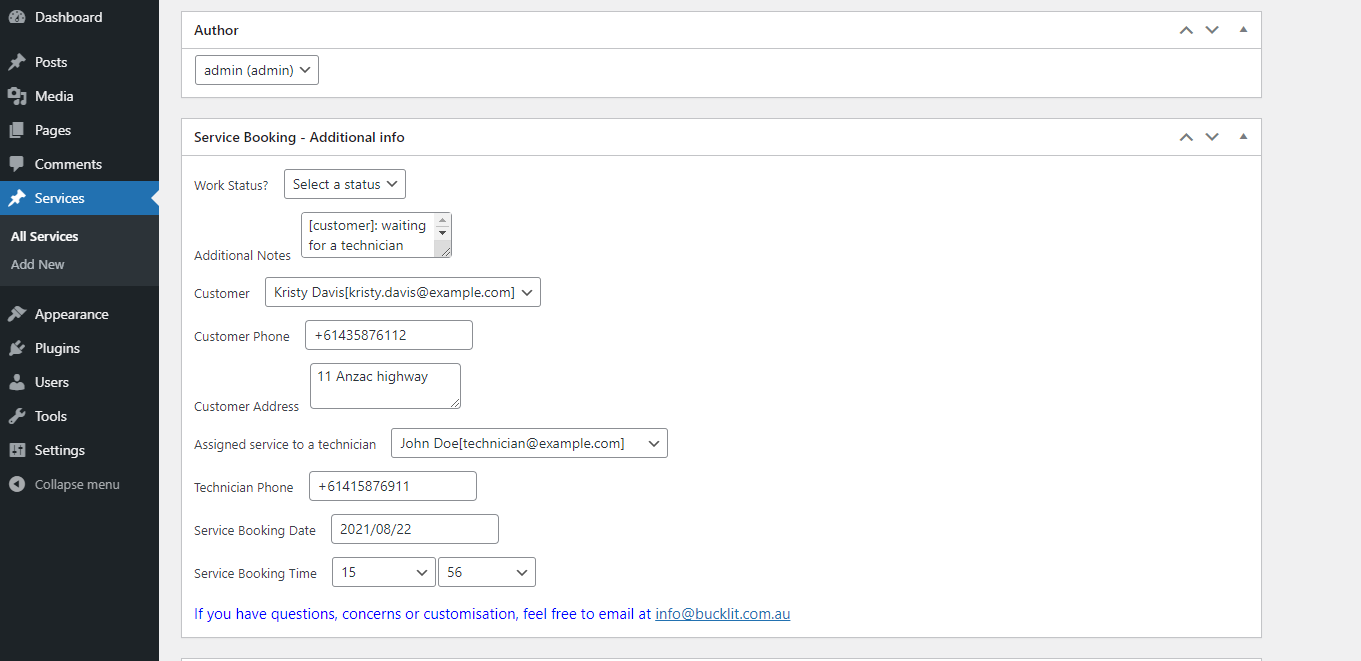 Dashboard
Posts
Media
Pages
Comments
Services
All Services
Add New
Appearance
Plugins
Users
Tools
Settings
Collapse menu
Author
admin (admin)
Service Booking - Additional info
Work Status? Select a status
Additional Notes [customer]: waiting
for a technician
Customer Kristy Davis[kristy.davis@example.com]
Customer Phone +61435876112
Customer Address 11 Anzac highway
Assigned service to a technician John Doe[technician@example.com]
Technician Phone +61415876911
Service Booking Date 2021/08/22
Service Booking Time 15 56
If you have questions, concerns or customisation, feel free to email at info@bucklit.com.au